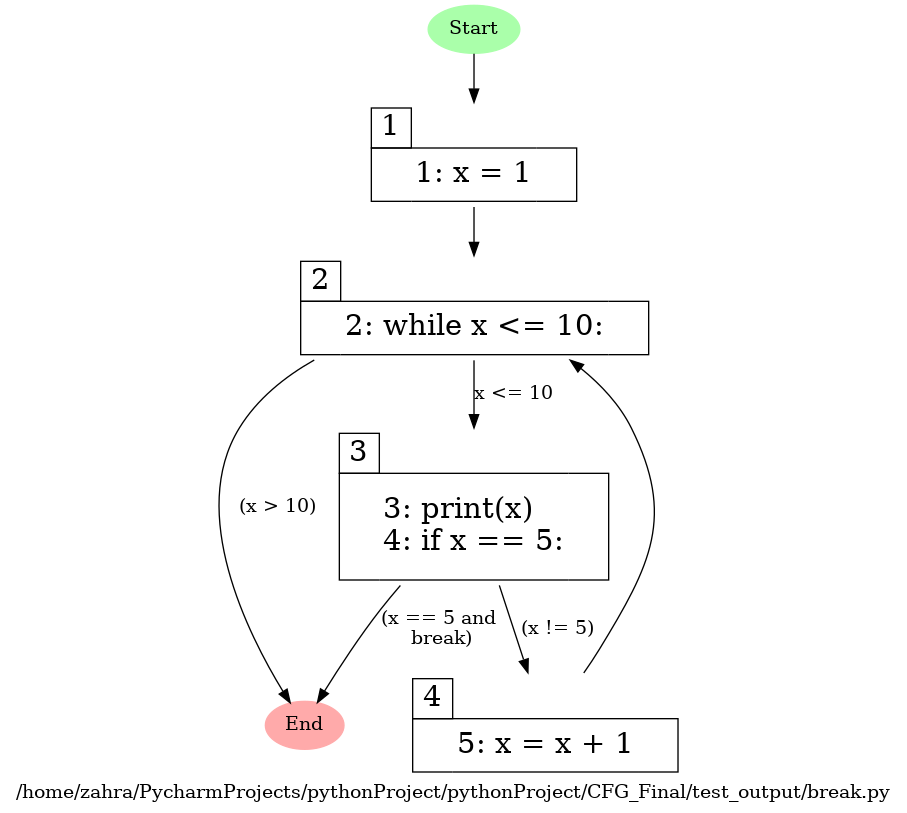 Start
1
1: x = 1
2
2: while x <= 10:
x <= 10
3
3: print(x)
4: if x == 5:
(x > 10)
(x == 5 and
break)
(x != 5)
4
5: x = x + 1
End
/home/zahra/PycharmProjects/pythonProject/pythonProject/CFG_Final/test_output/break.py